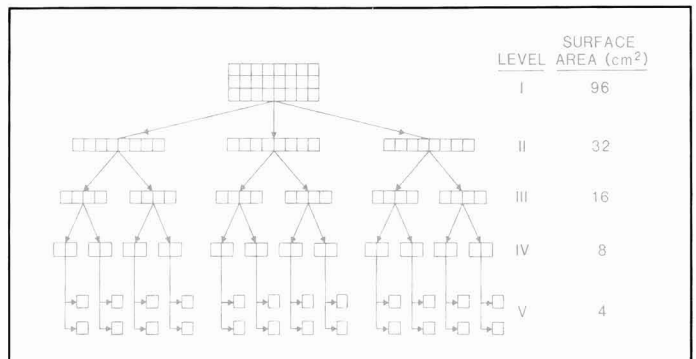 SURFACE
LEVEL AREA (cm²)
I 96
II 32
III 16
IV 8
V 4